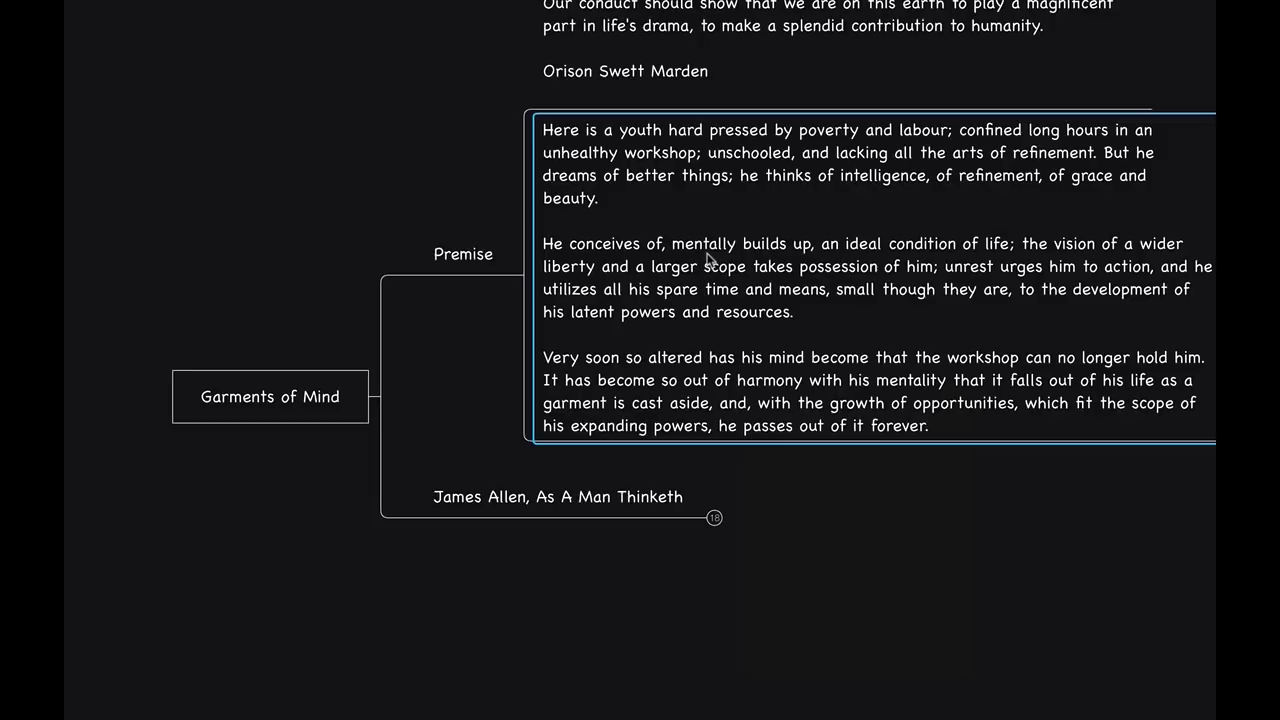 Our conduct should show that we are on this earth to play a magnificent
part in life's drama, to make a splendid contribution to humanity.
Orison Swett Marden
Here is a youth hard pressed by poverty and labour; confined long hours in an
unhealthy workshop; unschooled, and lacking all the arts of refinement. But he
dreams of better things; he thinks of intelligence, of refinement, of grace and
beauty.
He conceives of, mentally builds up, an ideal condition of life; the vision of a wider
liberty and a larger scope takes possession of him; unrest urges him to action, and he
utilizes all his spare time and means, small though they are, to the development of
his latent powers and resources.
Very soon so altered has his mind become that the workshop can no longer hold him.
It has become so out of harmony with his mentality that it falls out of his life as a
garment is cast aside, and, with the growth of opportunities, which fit the scope of
his expanding powers, he passes out of it forever.
Premise
Garments of Mind
James Allen, As A Man Thinketh
18